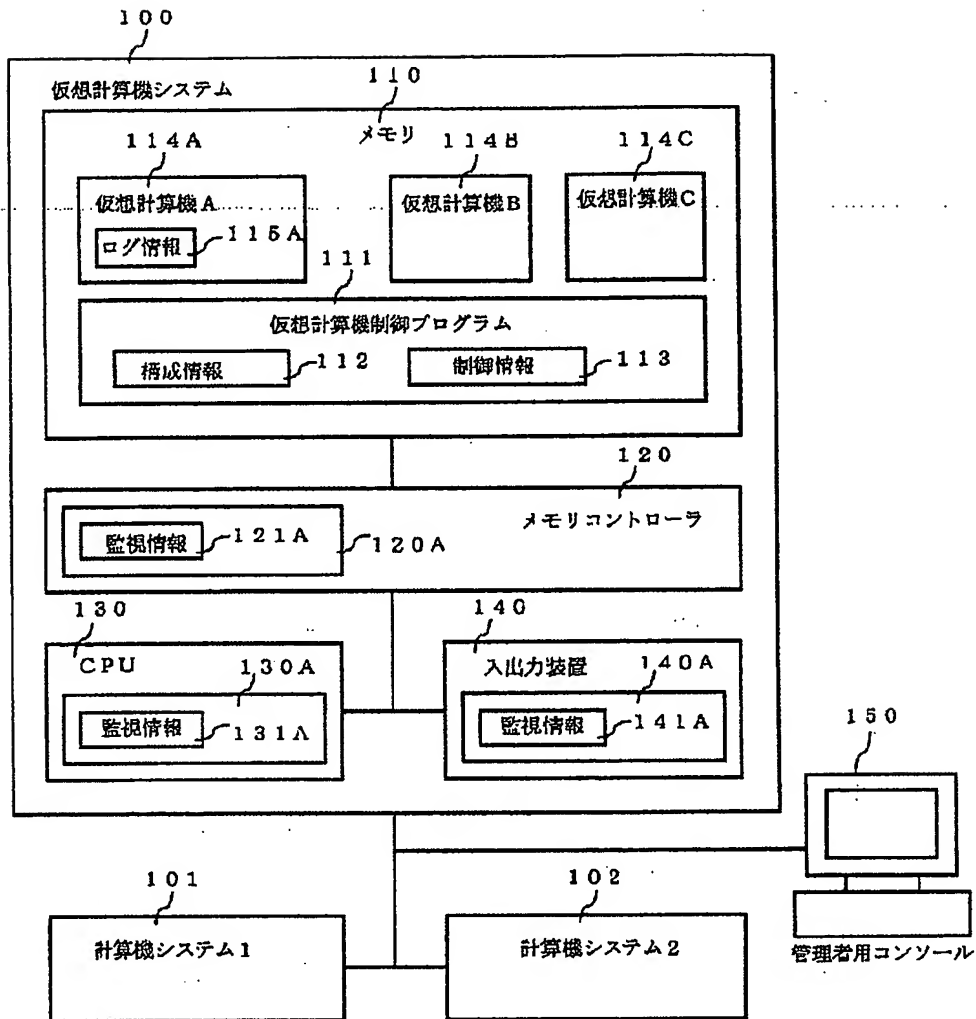 100
仮想計算機システム
110
メモリ
114A
114B
114C
仮想計算機A
仮想計算機B
仮想計算機C
ログ情報
115A
111
仮想計算機制御プログラム
構成情報
112
制御情報
113
120
メモリコントローラ
監視情報
121A
120A
130
140
CPU
130A
監視情報
131A
入出力装置
140A
監視情報
141A
150
管理者用コンソール
101
102
計算機システム1
計算機システム2